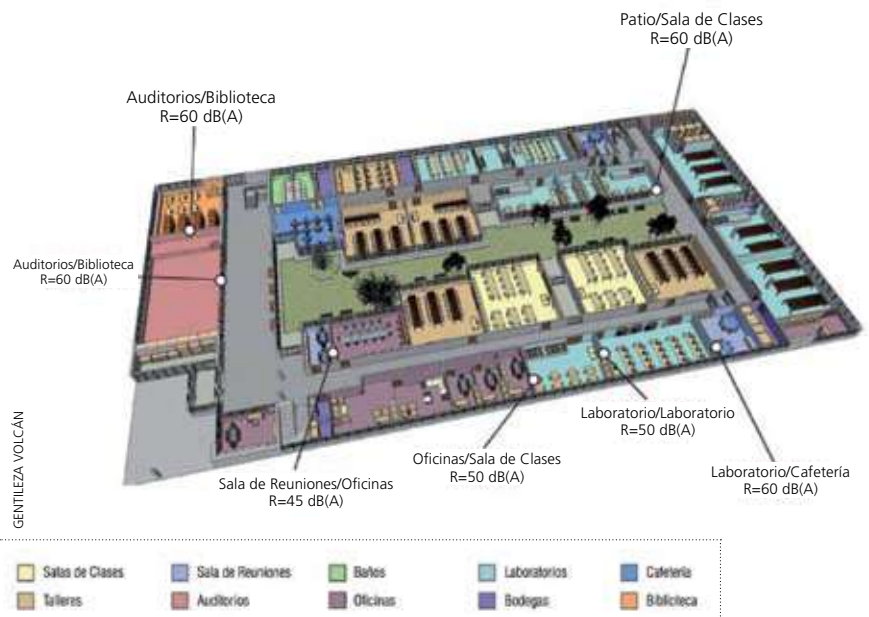 Patio/Sala de Clases
R=60 dB(A)
Auditorios/Biblioteca
R=60 dB(A)
Auditorios/Biblioteca
R=60 dB(A)
Laboratorio/Laboratorio
R=50 dB(A)
Oficinas/Sala de Clases
R=50 dB(A)
Laboratorio/Cafetería
R=60 dB(A)
Sala de Reuniones/Oficinas
R=45 dB(A)
GENTILEZA VOLCÁN
Salas de Clases
Sala de Reuniones
Baños
Laboratorios
Cafetería
Talleres
Auditorios
Oficinas
Bodegas
Biblioteca